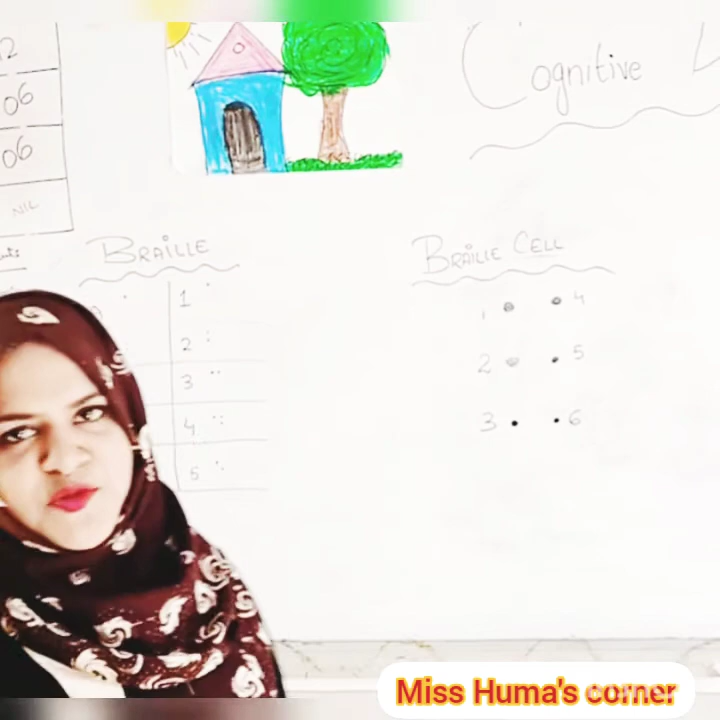 12
06
06
NIL
Cognitive
BRAILLE
1
2
3
4
5
BRAILLE CELL
1 4
2 5
3 6
Miss Huma's corner